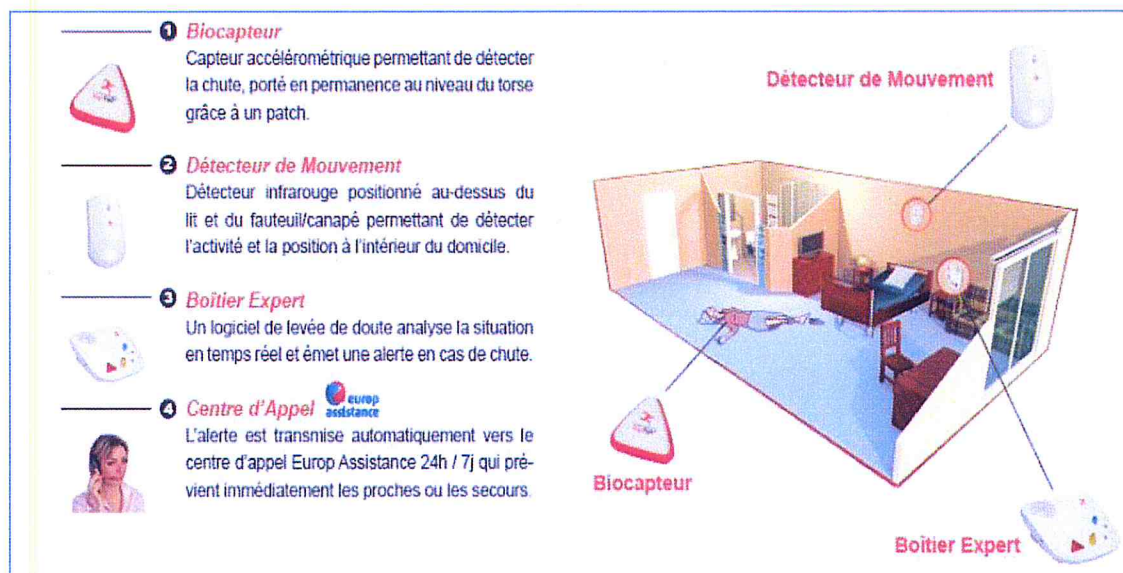 1 Biocapteur
Capteur accélérométrique permettant de détecter
la chute, porté en permanence au niveau du torse
grâce à un patch.
2 Détecteur de Mouvement
Détecteur infrarouge positionné au-dessus du
lit et du fauteuil/canapé permettant de détecter
l'activité et la position à l'intérieur du domicile.
3 Boîtier Expert
Un logiciel de levée de doute analyse la situation
en temps réel et émet une alerte en cas de chute.
4 Centre d'Appel
europ
assistance
L'alerte est transmise automatiquement vers le
centre d'appel Europ Assistance 24h / 7j qui pré-
vient immédiatement les proches ou les secours.
Détecteur de Mouvement
Biocapteur
Boîtier Expert